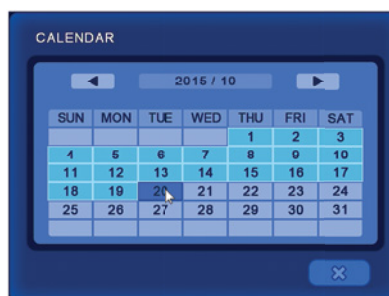 CALENDAR
2015 / 10
SUN MON TUE WED THU FRI SAT
1 2 3
4 5 6 7 8 9 10
11 12 13 14 15 16 17
18 19 20 21 22 23 24
25 26 27 28 29 30 31